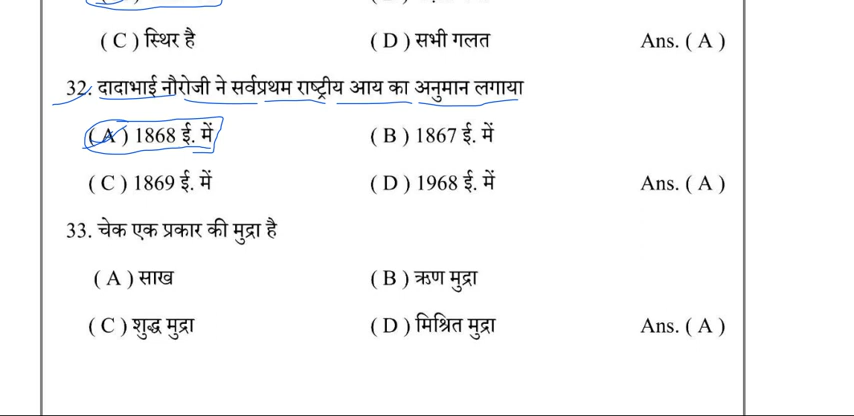 ( C ) स्थिर है ( D ) सभी गलत Ans. ( A )
32. दादाभाई नौरोजी ने सर्वप्रथम राष्ट्रीय आय का अनुमान लगाया
( A ) 1868 ई. में ( B ) 1867 ई. में
( C ) 1869 ई. में ( D ) 1968 ई. में Ans. ( A )
33. चेक एक प्रकार की मुद्रा है
( A ) साख ( B ) ऋण मुद्रा
( C ) शुद्ध मुद्रा ( D ) मिश्रित मुद्रा Ans. ( A )